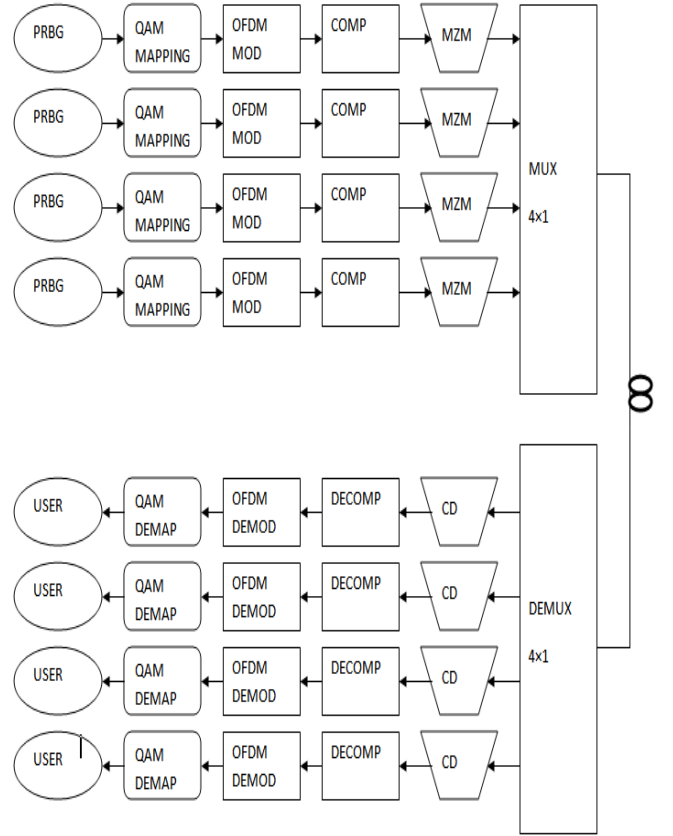 PRBG
QAM
MAPPING
OFDM
MOD
COMP
MZM
PRBG
QAM
MAPPING
OFDM
MOD
COMP
MZM
PRBG
QAM
MAPPING
OFDM
MOD
COMP
MZM
PRBG
QAM
MAPPING
OFDM
MOD
COMP
MZM
MUX
4×1
USER
QAM
DEMAP
OFDM
DEMOD
DECOMP
CD
USER
QAM
DEMAP
OFDM
DEMOD
DECOMP
CD
USER
QAM
DEMAP
OFDM
DEMOD
DECOMP
CD
USER
QAM
DEMAP
OFDM
DEMOD
DECOMP
CD
DEMUX
4×1